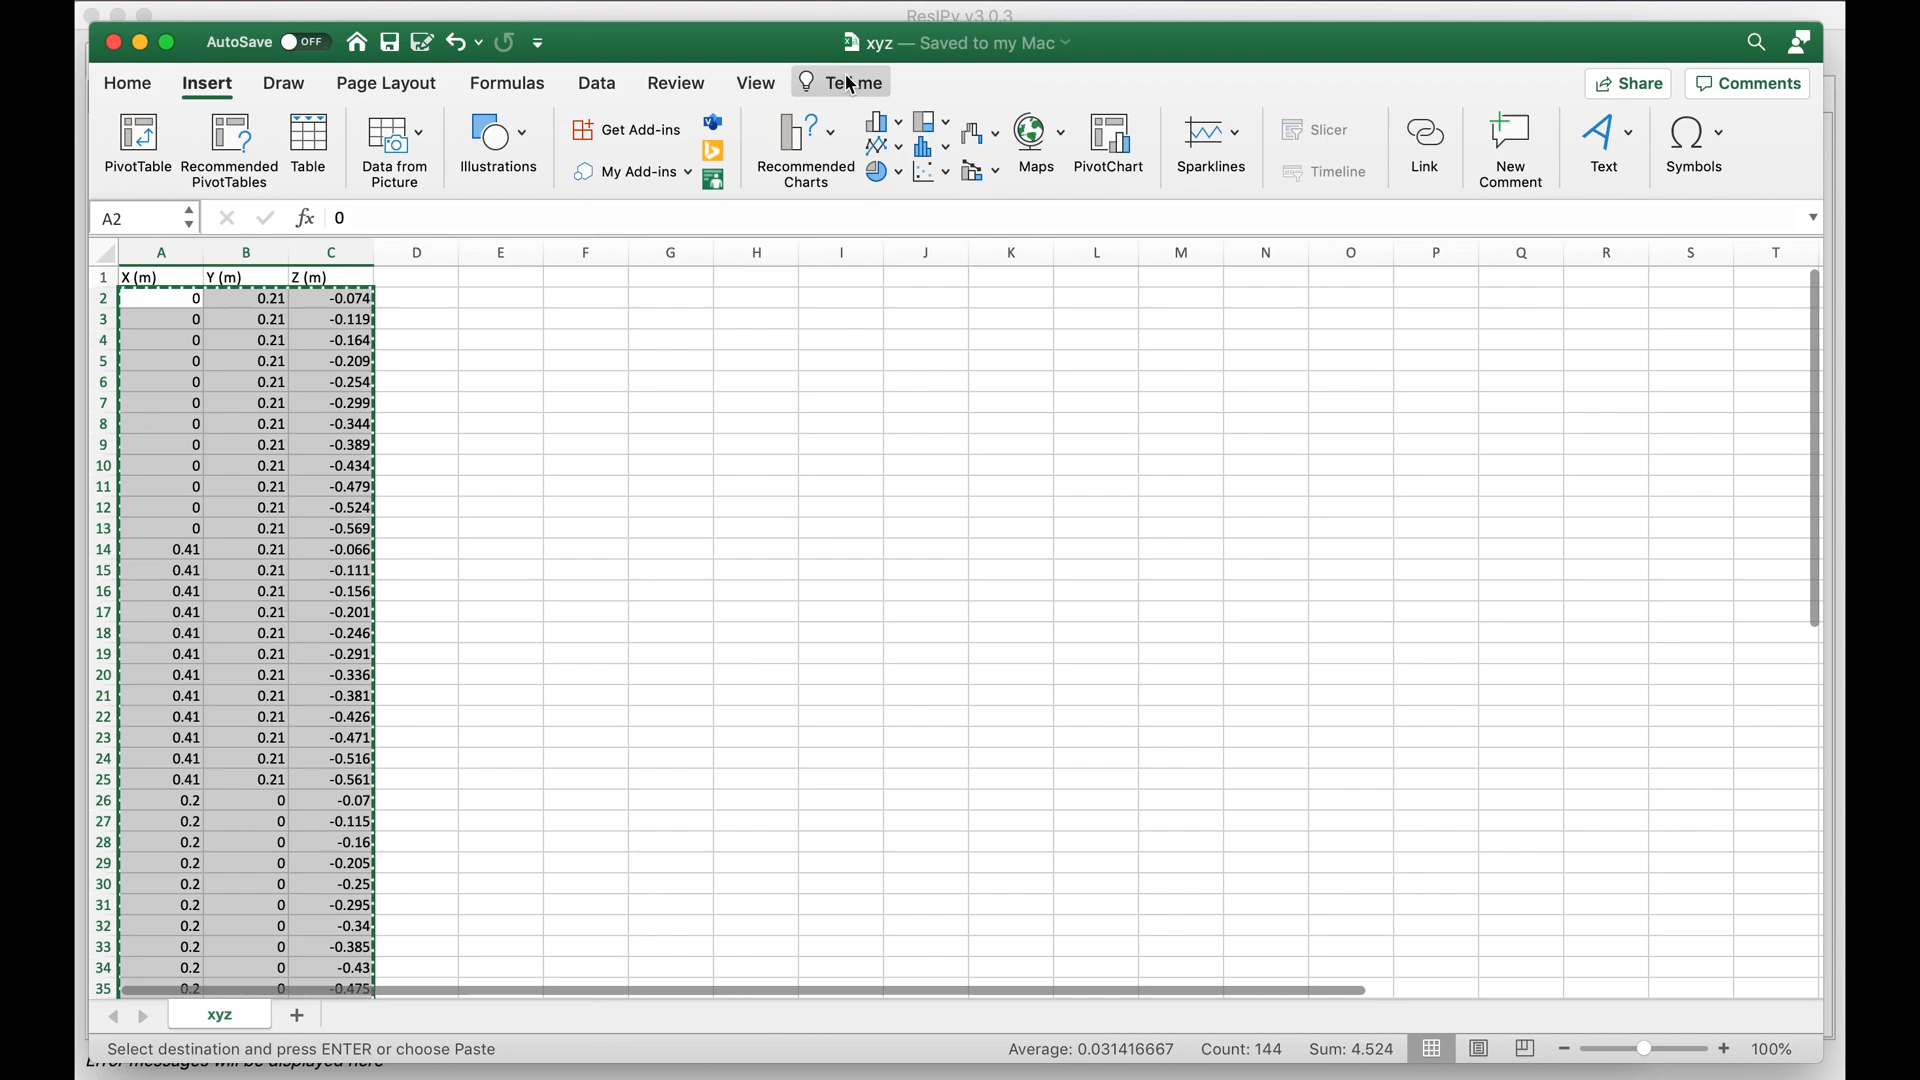 ResIPy v3.0.3
AutoSave OFF
xyz — Saved to my Mac
Home Insert Draw Page Layout Formulas Data Review View Tell me
Share Comments
PivotTable
Recommended PivotTables
Table
Data from Picture
Illustrations
Get Add-ins
My Add-ins
Recommended Charts
Maps
PivotChart
Sparklines
Slicer
Timeline
Link
New Comment
Text
Symbols
A2 fx 0
A B C D E F G H I J K L M N O P Q R S T
1 X (m) Y (m) Z (m)
2 0 0.21 -0.074
3 0 0.21 -0.119
4 0 0.21 -0.164
5 0 0.21 -0.209
6 0 0.21 -0.254
7 0 0.21 -0.299
8 0 0.21 -0.344
9 0 0.21 -0.389
10 0 0.21 -0.434
11 0 0.21 -0.479
12 0 0.21 -0.524
13 0 0.21 -0.569
14 0.41 0.21 -0.066
15 0.41 0.21 -0.111
16 0.41 0.21 -0.156
17 0.41 0.21 -0.201
18 0.41 0.21 -0.246
19 0.41 0.21 -0.291
20 0.41 0.21 -0.336
21 0.41 0.21 -0.381
22 0.41 0.21 -0.426
23 0.41 0.21 -0.471
24 0.41 0.21 -0.516
25 0.41 0.21 -0.561
26 0.2 0 -0.07
27 0.2 0 -0.115
28 0.2 0 -0.16
29 0.2 0 -0.205
30 0.2 0 -0.25
31 0.2 0 -0.295
32 0.2 0 -0.34
33 0.2 0 -0.385
34 0.2 0 -0.43
35 0.2 0 -0.475
xyz
Select destination and press ENTER or choose Paste Average: 0.031416667 Count: 144 Sum: 4.524 100%
Error messages will be displayed here